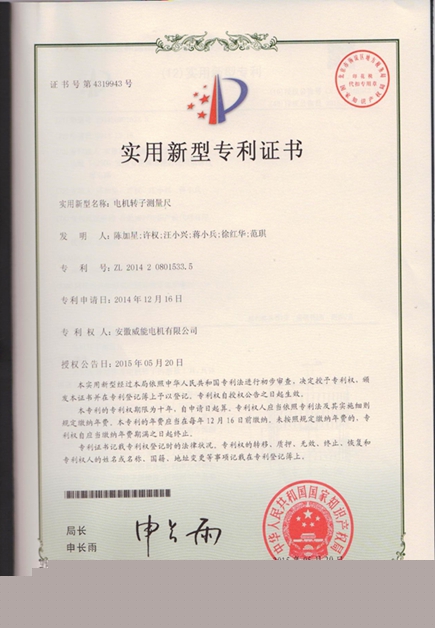 证书号第4319943号
实用新型专利证书
实用新型名称：电机转子测量尺
发 明 人：陈加星;许权;汪小兴;蒋小兵;徐红华;范琪
专 利 号：ZL 2014 2 0801533.5
专利申请日：2014年12月16日
专 利 权 人：安徽威能电机有限公司
授权公告日：2015年05月20日
本实用新型经过本局依照中华人民共和国专利法进行初步审查，决定授予专利权，颁
发本证书并在专利登记簿上予以登记。专利权自授权公告之日起生效。
本专利的专利权期限为十年，自申请日起算。专利权人应当依照专利法及其实施细则
规定缴纳年费。本专利的年费应当在每年12月16日前缴纳。未按照规定缴纳年费的，专利
权自应当缴纳年费期满之日起终止。
专利证书记载专利权登记时的法律状况。专利权的转移、质押、无效、终止、恢复和
专利权人的姓名或名称、国籍、地址变更等事项记载在专利登记簿上。
局长
申长雨
申长雨
中华人民共和国国家知识产权局